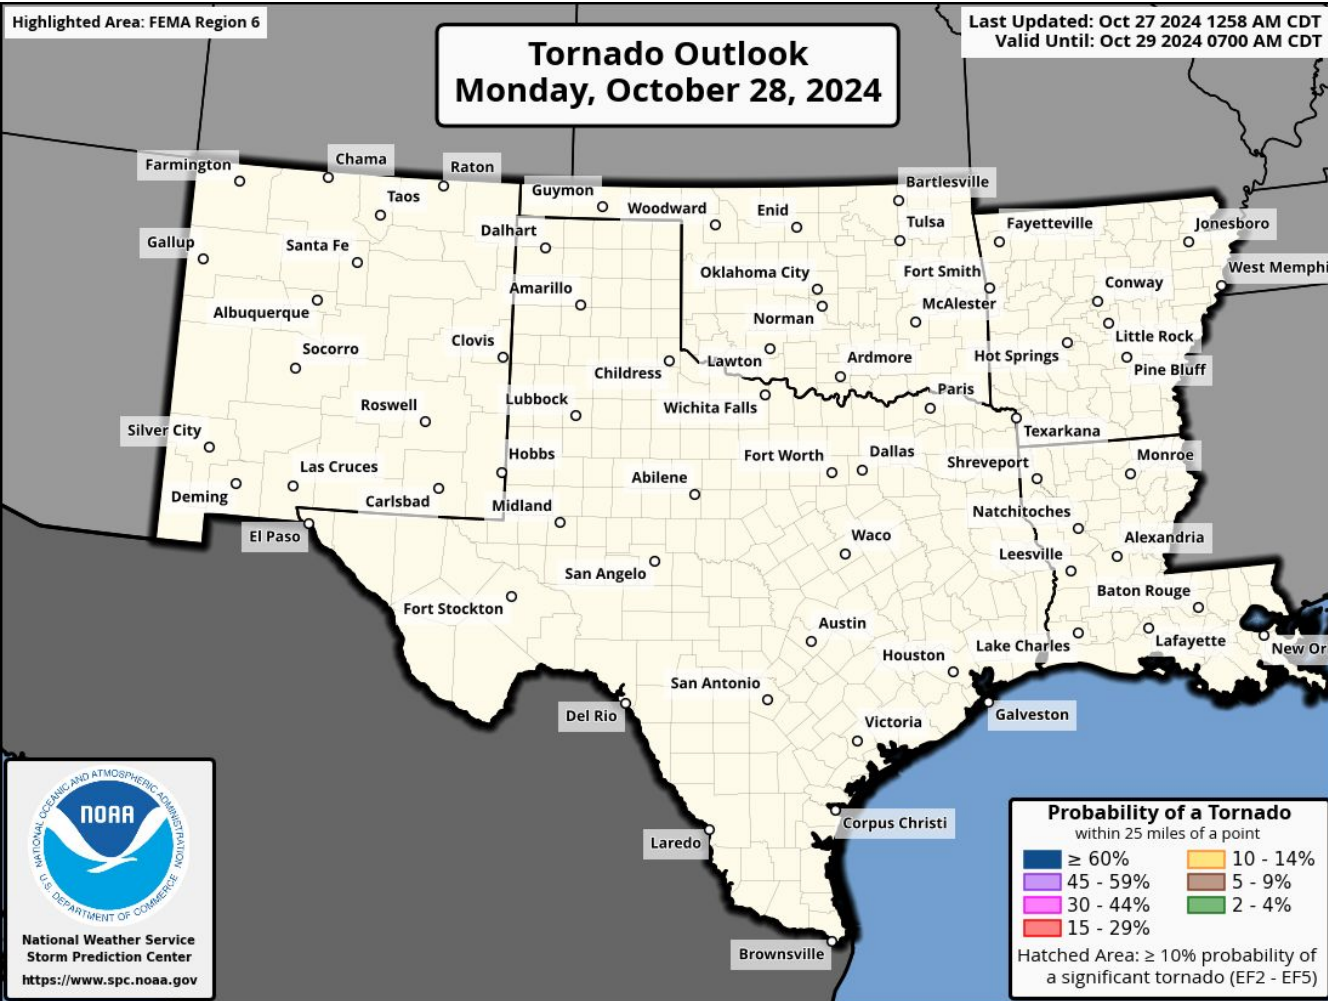 Highlighted Area: FEMA Region 6
Last Updated: Oct 27 2024 1258 AM CDT
Valid Until: Oct 29 2024 0700 AM CDT
Tornado Outlook
Monday, October 28, 2024
Farmington
Chama
Raton
Taos
Guymon
Woodward
Enid
Bartlesville
Tulsa
Fayetteville
Jonesboro
Gallup
Santa Fe
Dalhart
Oklahoma City
Fort Smith
West Memphi
Amarillo
Conway
Albuquerque
Norman
McAlester
Socorro
Clovis
Childress
Lawton
Ardmore
Hot Springs
Little Rock
Pine Bluff
Roswell
Lubbock
Wichita Falls
Paris
Silver City
Texarkana
Las Cruces
Hobbs
Abilene
Fort Worth
Dallas
Shreveport
Monroe
Deming
Carlsbad
Midland
Natchitoches
El Paso
Waco
Leesville
Alexandria
San Angelo
Fort Stockton
Baton Rouge
Austin
Houston
Lake Charles
Lafayette
New Or
San Antonio
Del Rio
Victoria
Galveston
Corpus Christi
Laredo
Brownsville
NATIONAL OCEANIC AND ATMOSPHERIC ADMINISTRATION
NOAA
U.S. DEPARTMENT OF COMMERCE
National Weather Service
Storm Prediction Center
https://www.spc.noaa.gov
Probability of a Tornado
within 25 miles of a point
≥ 60%
45 - 59%
30 - 44%
15 - 29%
10 - 14%
5 - 9%
2 - 4%
Hatched Area: ≥ 10% probability of
a significant tornado (EF2 - EF5)